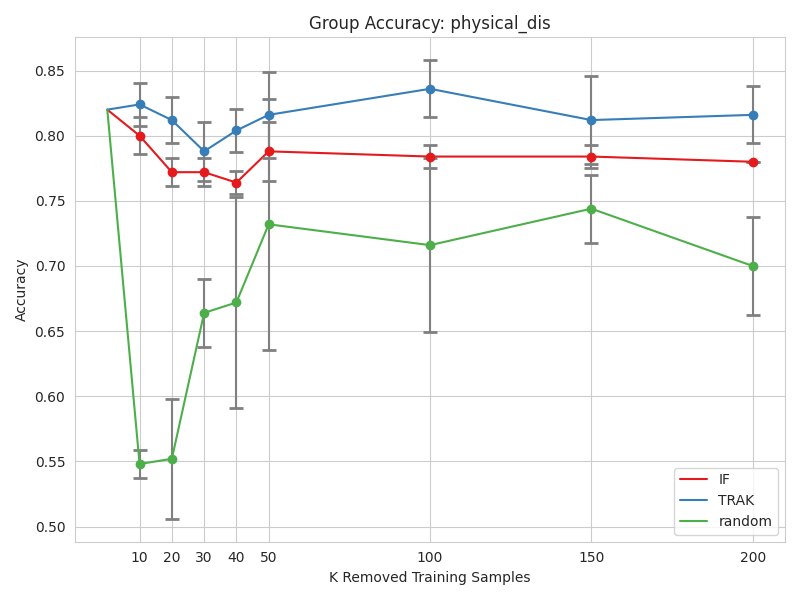 Group Accuracy: physical_dis
Accuracy
0.85
0.80
0.75
0.70
0.65
0.60
0.55
0.50
10 20 30 40 50 100 150 200
K Removed Training Samples
IF
TRAK
random